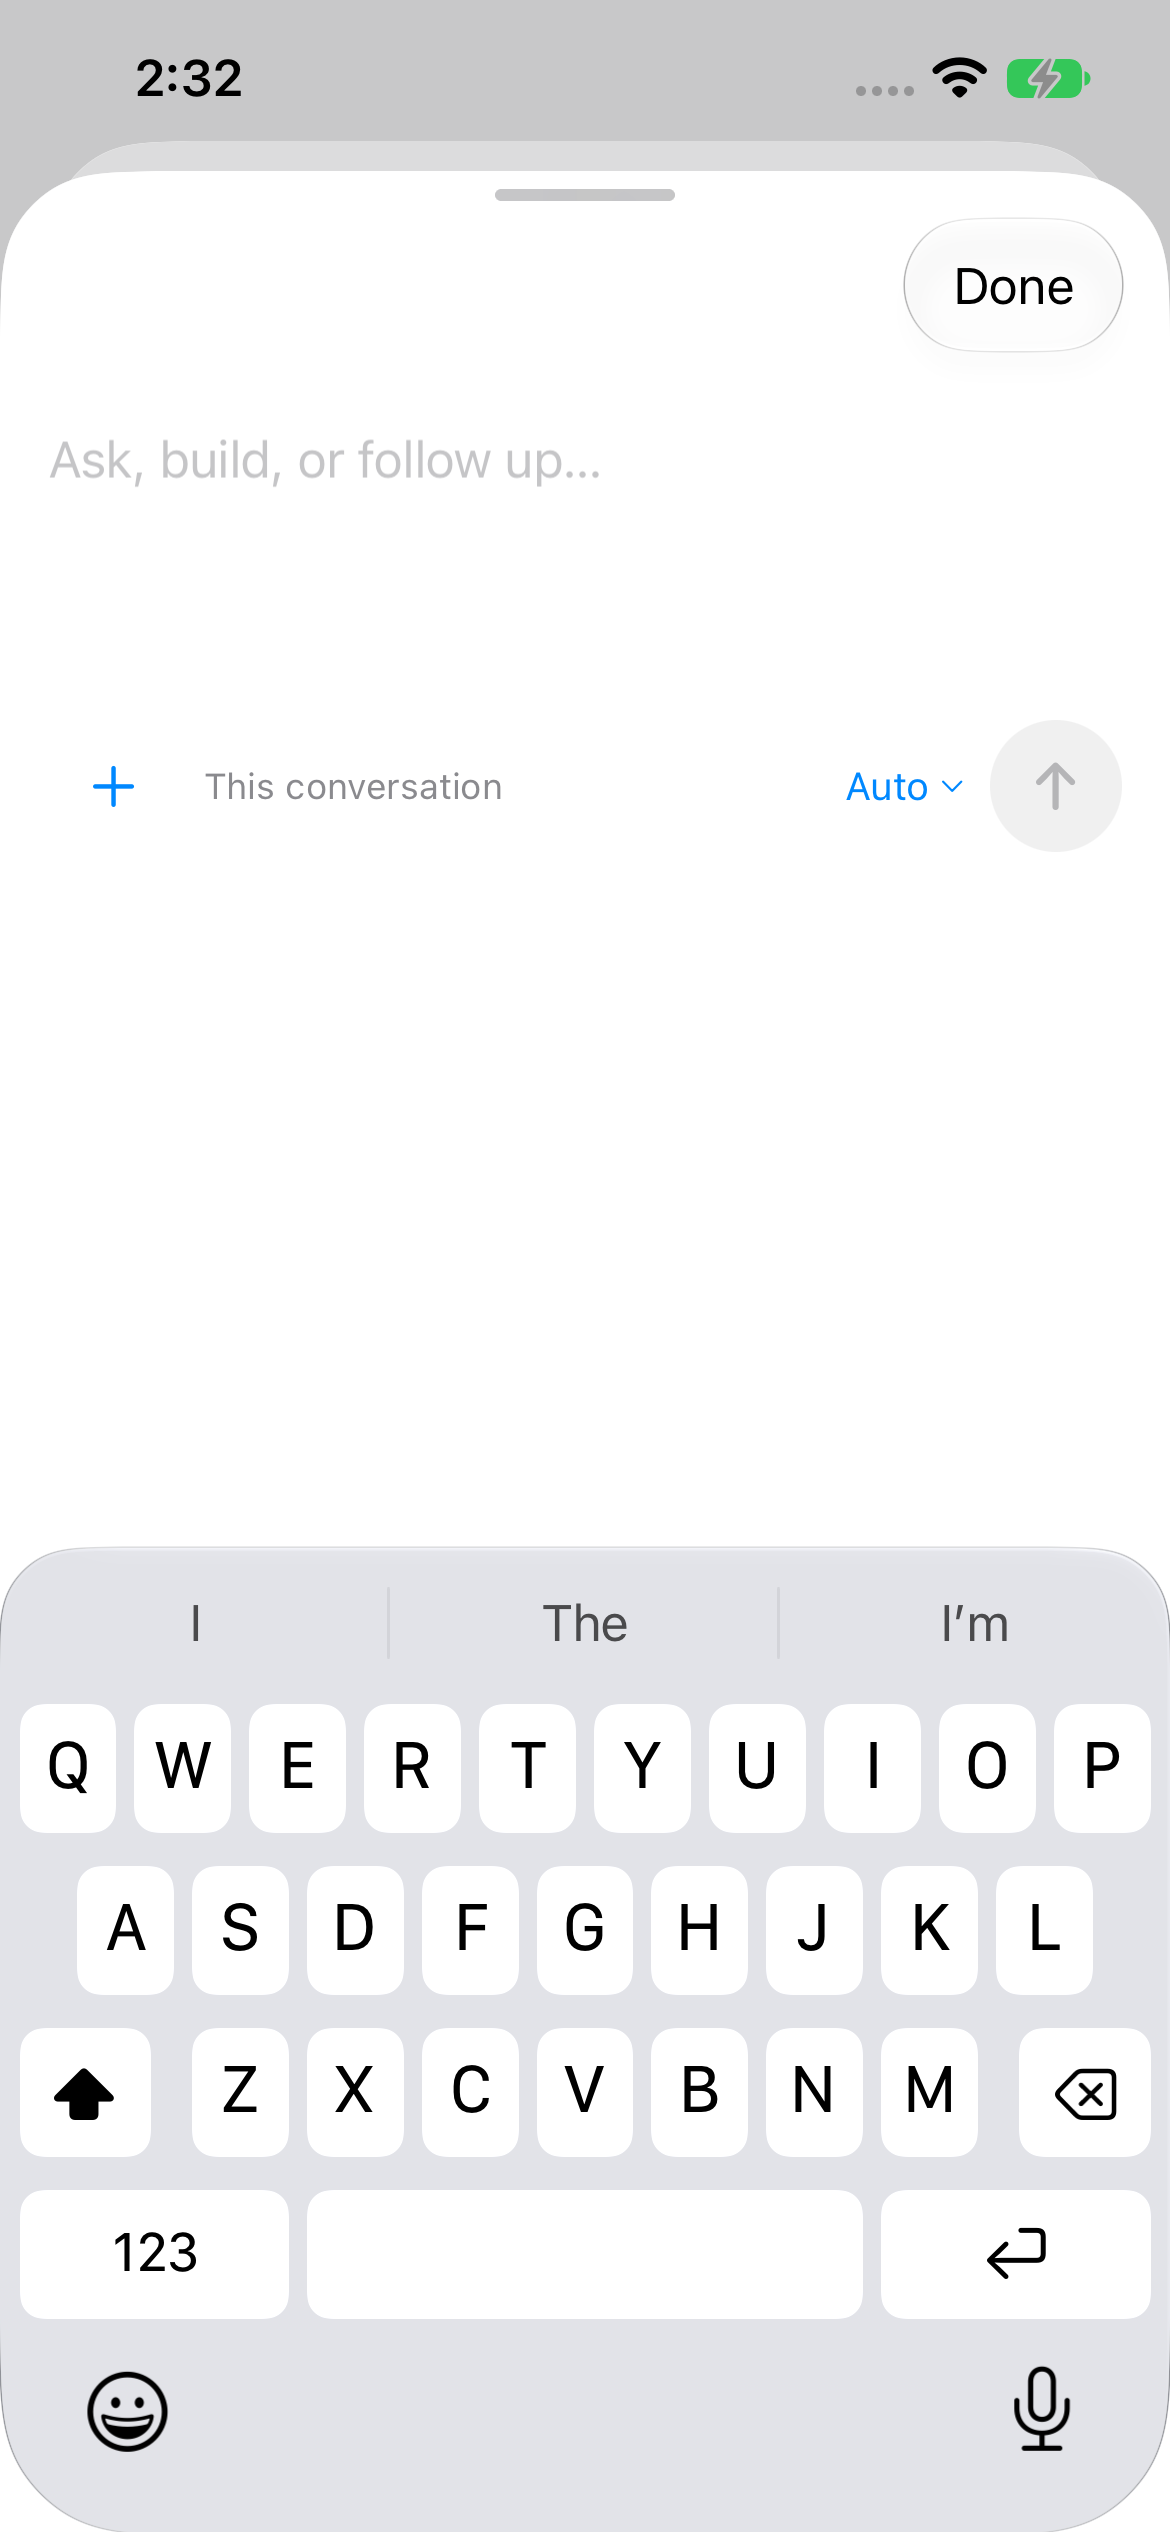 2:32
Done
Ask, build, or follow up...
This conversation
Auto
I
The
I’m
Q W E R T Y U I O P
A S D F G H J K L
Z X C V B N M
123